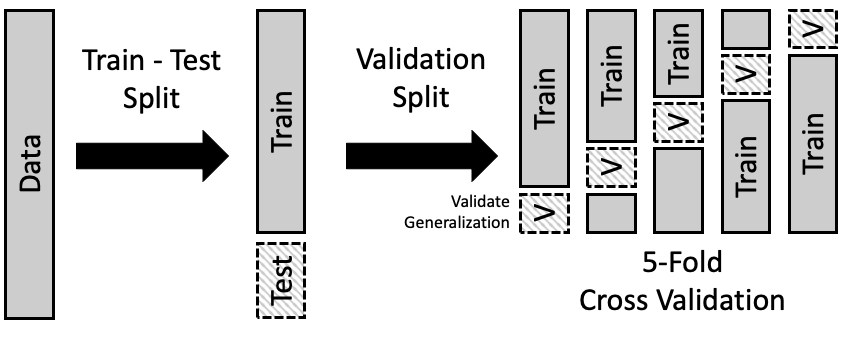 Data
Train - Test
Split
Train
Test
Validation
Split
Validate
Generalization
Train
V
Train
V
Train
V
V
Train
V
Train
5-Fold
Cross Validation